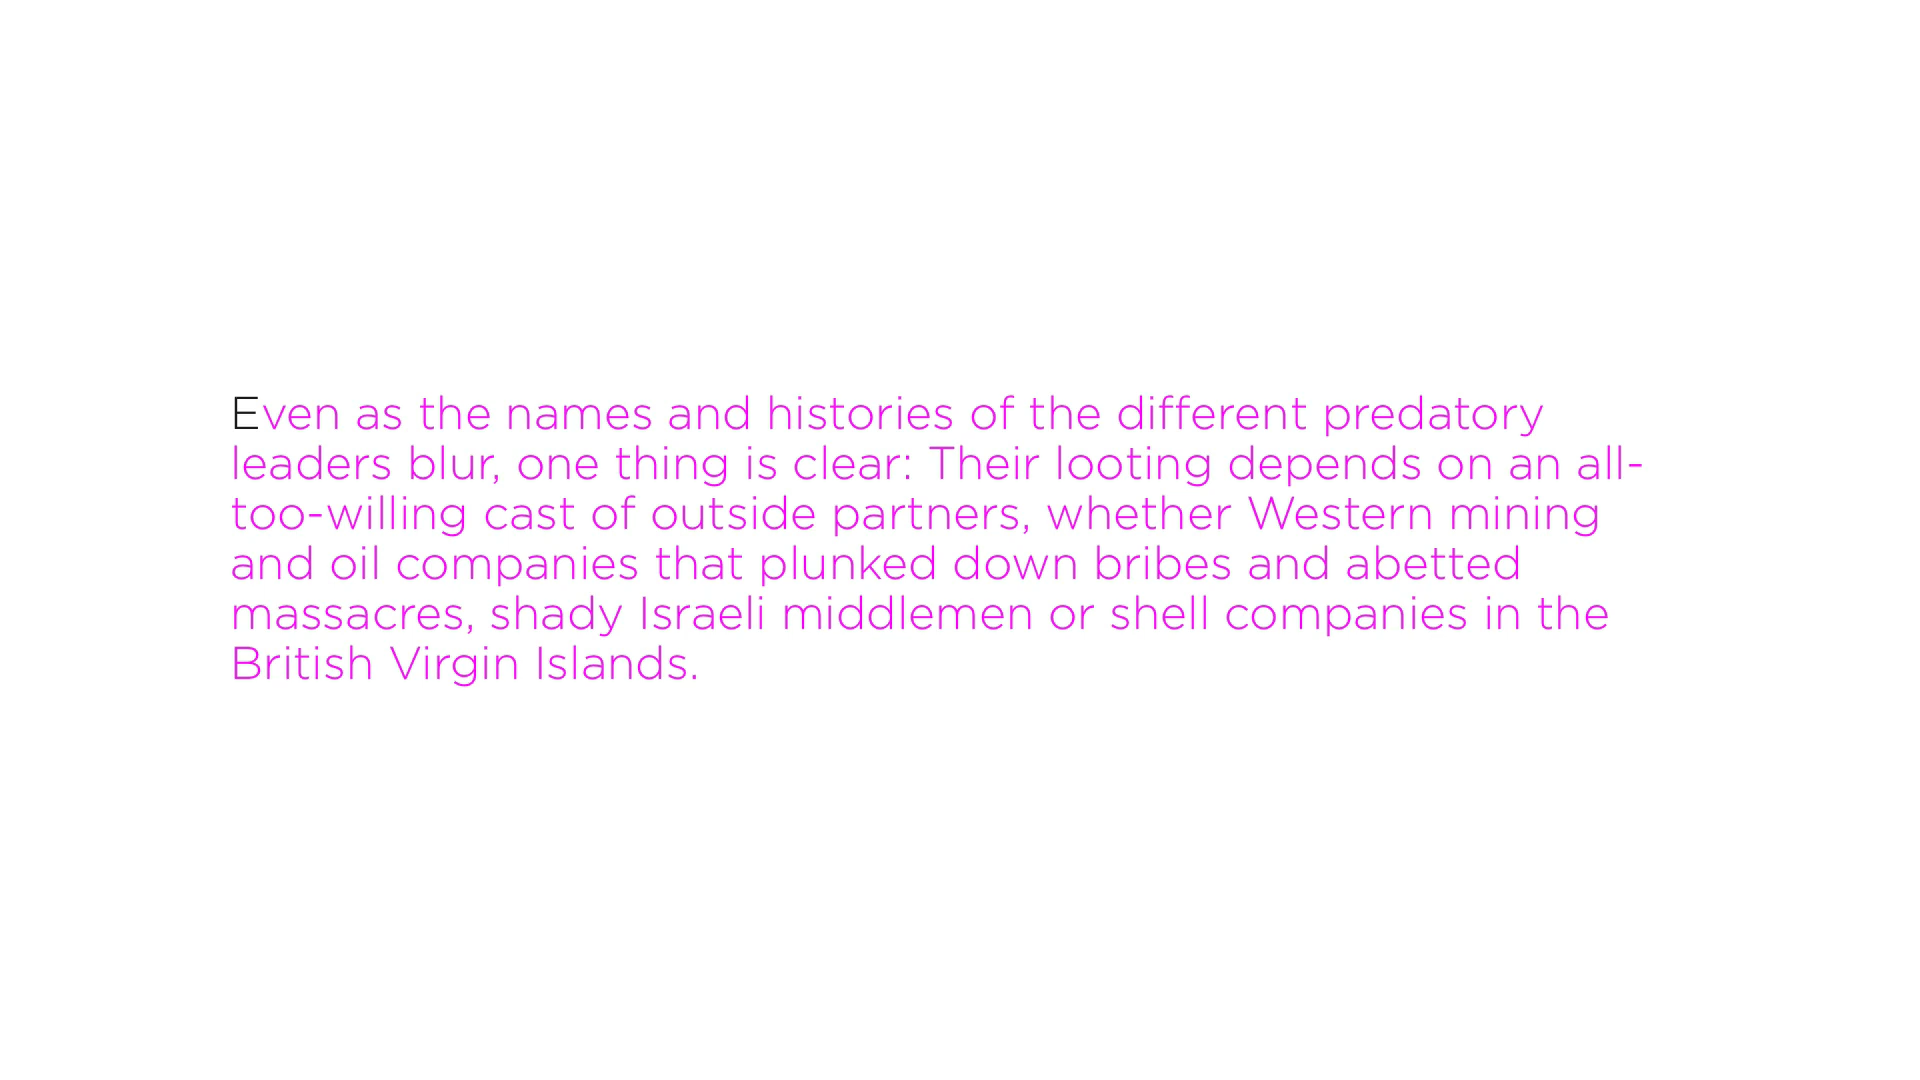 Even as the names and histories of the different predatory
leaders blur, one thing is clear: Their looting depends on an all-
too-willing cast of outside partners, whether Western mining
and oil companies that plunked down bribes and abetted
massacres, shady Israeli middlemen or shell companies in the
British Virgin Islands.